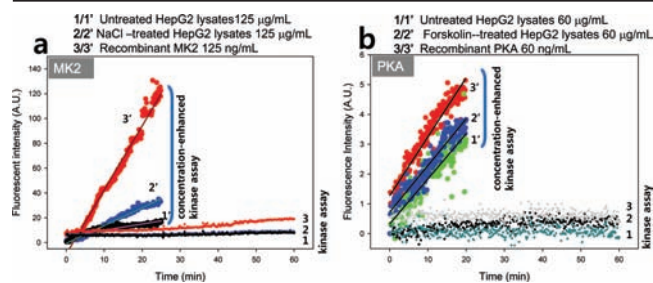 1/1' Untreated HepG2 lysates125 μg/mL
2/2' NaCl –treated HepG2 lysates 125 μg/mL
3/3' Recombinant MK2 125 ng/mL
a
MK2
Fluorescent intensity (A.U.)
140
120
100
80
60
40
20
0
3'
2'
1'
concentration-enhanced
kinase assay
3
2
1
kinase assay
0 10 20 30 40 50 60
Time (min)
1/1' Untreated HepG2 lysates 60 μg/mL
2/2' Forskolin--treated HepG2 lysates 60 μg/mL
3/3' Recombinant PKA 60 ng/mL
b
PKA
Fluorescence Intensity (A.U.)
6
5
4
3
2
1
0
3'
2'
1'
concentration-enhanced
kinase assay
3
2
1
kinase assay
0 10 20 30 40 50 60
Time (min)